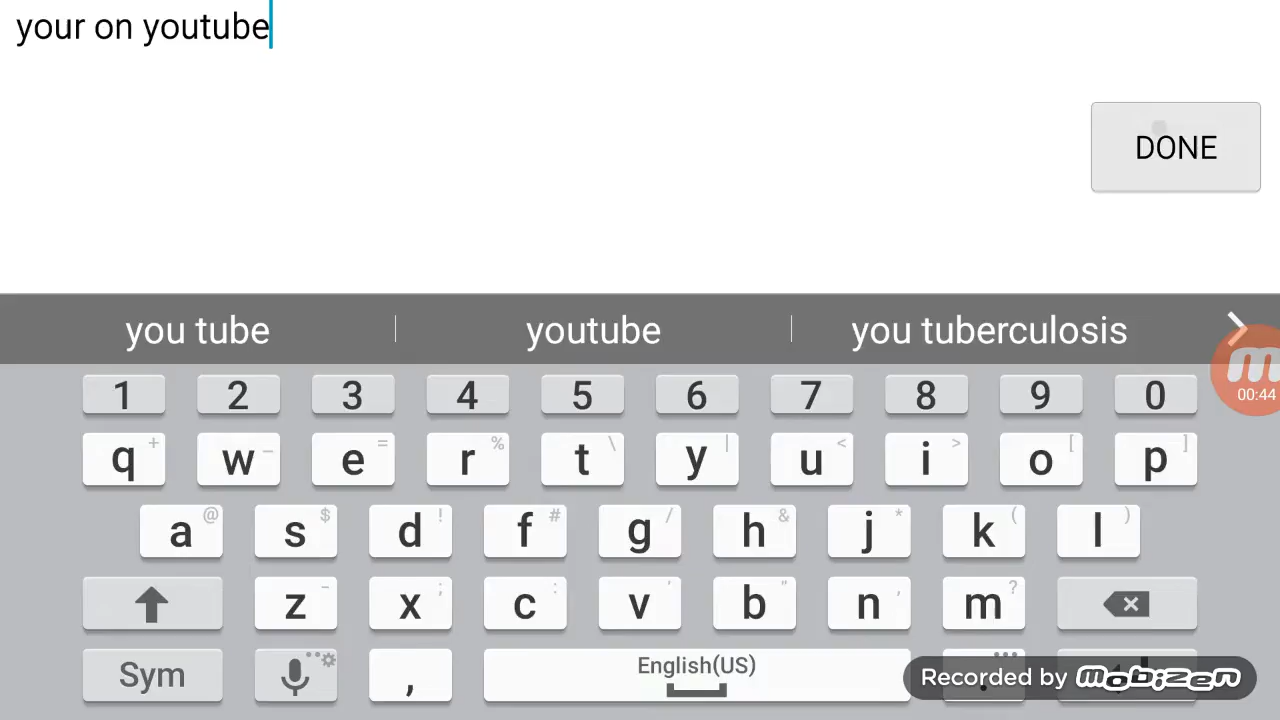 your on youtube
DONE
you tube youtube you tuberculosis
00:44
1 2 3 4 5 6 7 8 9 0
q + w _ e = r % t \ y | u < i > o [ p ]
a @ s $ d ! f # g / h & j * k ( l )
z - x ; c : v ' b " n , m ?
Sym , English(US)
Recorded by mobizen